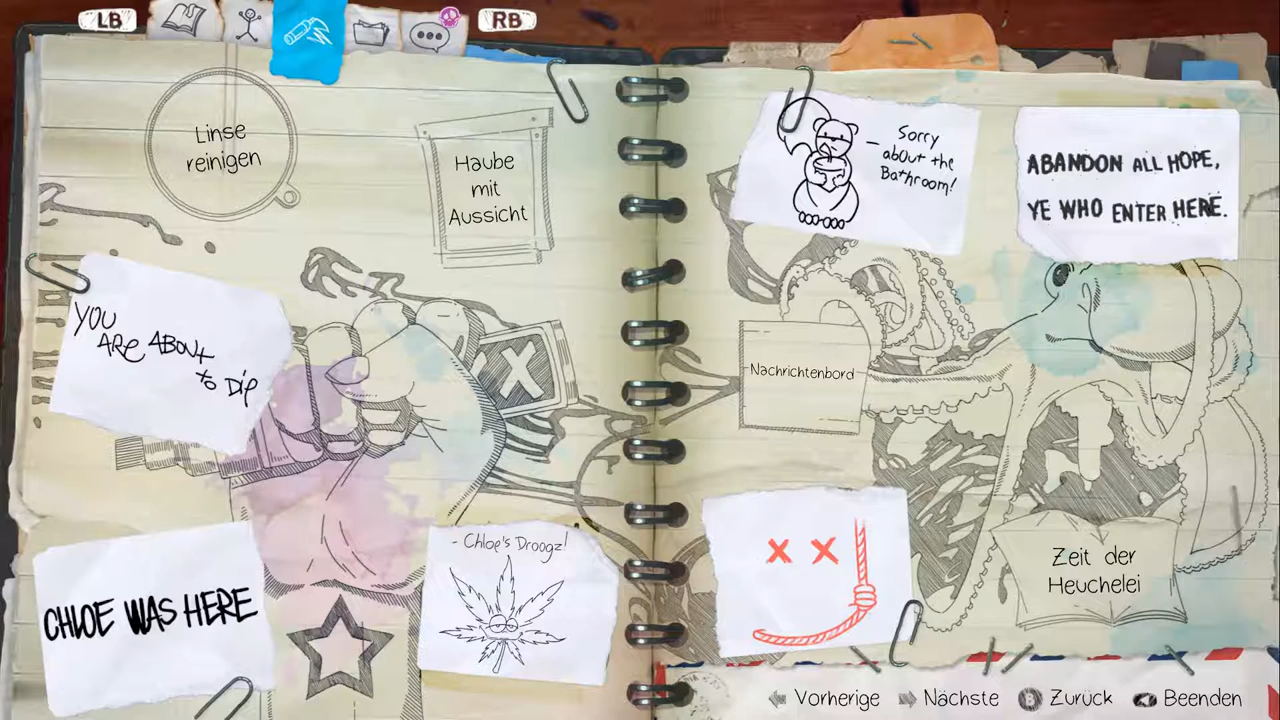 LB
RB
Linse
reinigen
Haube
mit
Aussicht
YOU
ARE ABOUT
to Dip
CHLOE WAS HERE
- Chloe's Droogz!
Sorry
about the
Bathroom!
ABANDON ALL HOPE,
YE WHO ENTER HERE.
Nachrichtenbord
Zeit der
Heuchelei
Vorherige
Nächste
B Zurück
Beenden